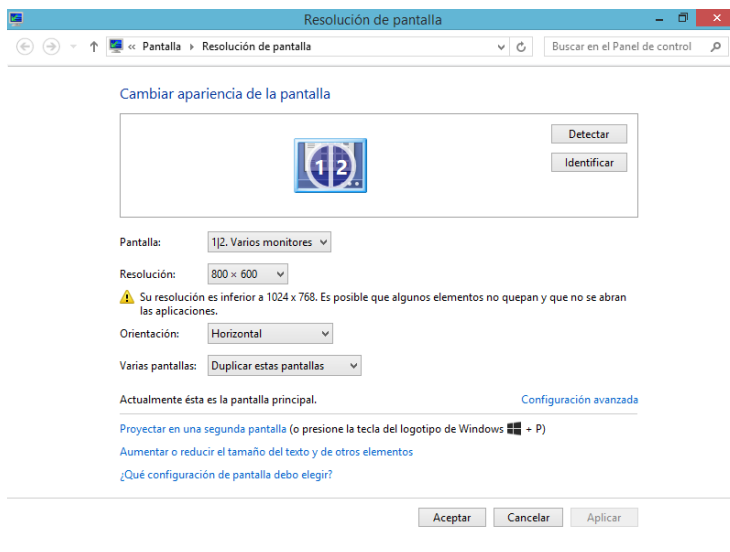 Resolución de pantalla
« Pantalla Resolución de pantalla
Buscar en el Panel de control
Cambiar apariencia de la pantalla
1 2
Detectar
Identificar
Pantalla: 1|2. Varios monitores
Resolución: 800 × 600
Su resolución es inferior a 1024 x 768. Es posible que algunos elementos no quepan y que no se abran
las aplicaciones.
Orientación: Horizontal
Varias pantallas: Duplicar estas pantallas
Actualmente ésta es la pantalla principal. Configuración avanzada
Proyectar en una segunda pantalla (o presione la tecla del logotipo de Windows + P)
Aumentar o reducir el tamaño del texto y de otros elementos
¿Qué configuración de pantalla debo elegir?
Aceptar Cancelar Aplicar